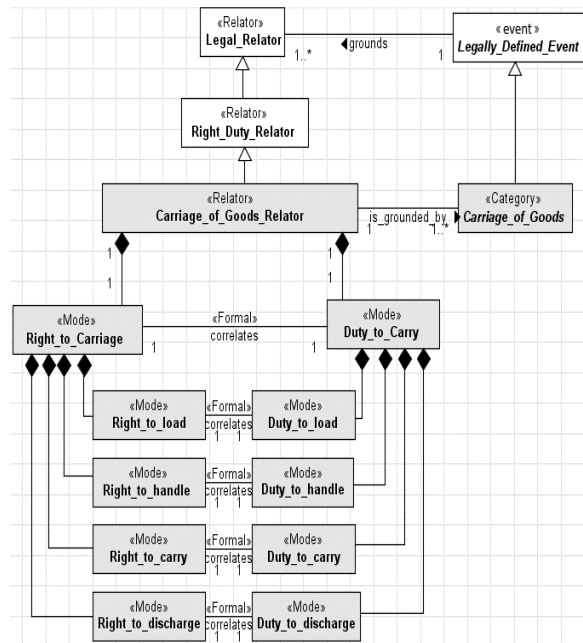 «Relator»
Legal_Relator
1..*
grounds
1
« event»
Legally_Defined_Event
«Relator»
Right_Duty_Relator
«Relator»
Carriage_of_Goods_Relator
is_grounded_by
1
1..*
«Category»
Carriage_of_Goods
1
1
1
1
«Mode»
Right_to_Carriage
«Formal»
correlates
1
1
«Mode»
Duty_to_Carry
«Mode»
Right_to_load
«Formal»
correlates
1 1
«Mode»
Duty_to_load
«Mode»
Right_to_handle
«Formal»
correlates
1 1
«Mode»
Duty_to_handle
«Mode»
Right_to_carry
«Formal»
correlates
1 1
«Mode»
Duty_to_carry
«Mode»
Right_to_discharge
«Formal»
correlates
1 1
«Mode»
Duty_to_discharge